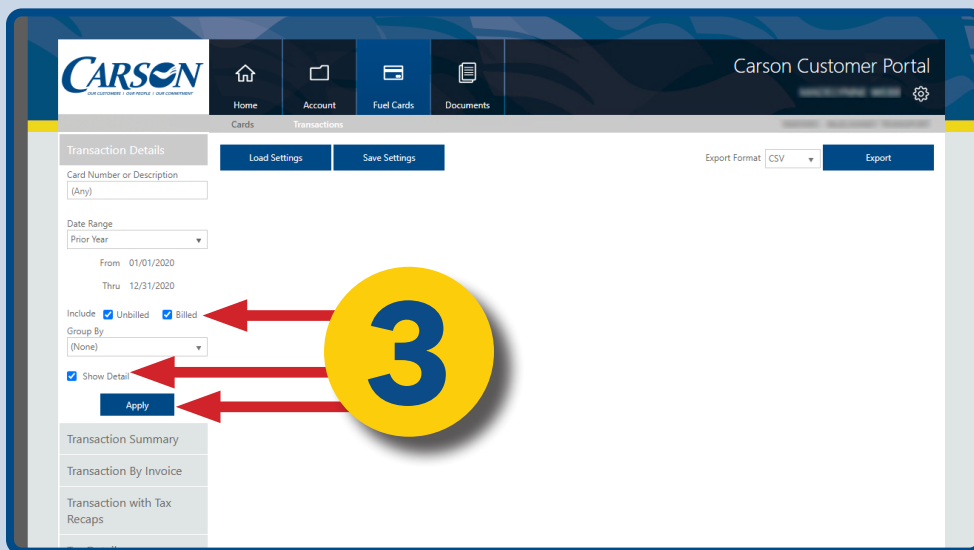 CARSON
OUR CUSTOMERS | OUR PEOPLE | OUR COMMITMENT
Home
Account
Fuel Cards
Documents
Carson Customer Portal
Cards
Transactions
Transaction Details
Load Settings
Save Settings
Export Format
CSV
Export
Card Number or Description
(Any)
Date Range
Prior Year
From 01/01/2020
Thru 12/31/2020
Include Unbilled Billed
Group By
(None)
Show Detail
Apply
3
Transaction Summary
Transaction By Invoice
Transaction with Tax
Recaps